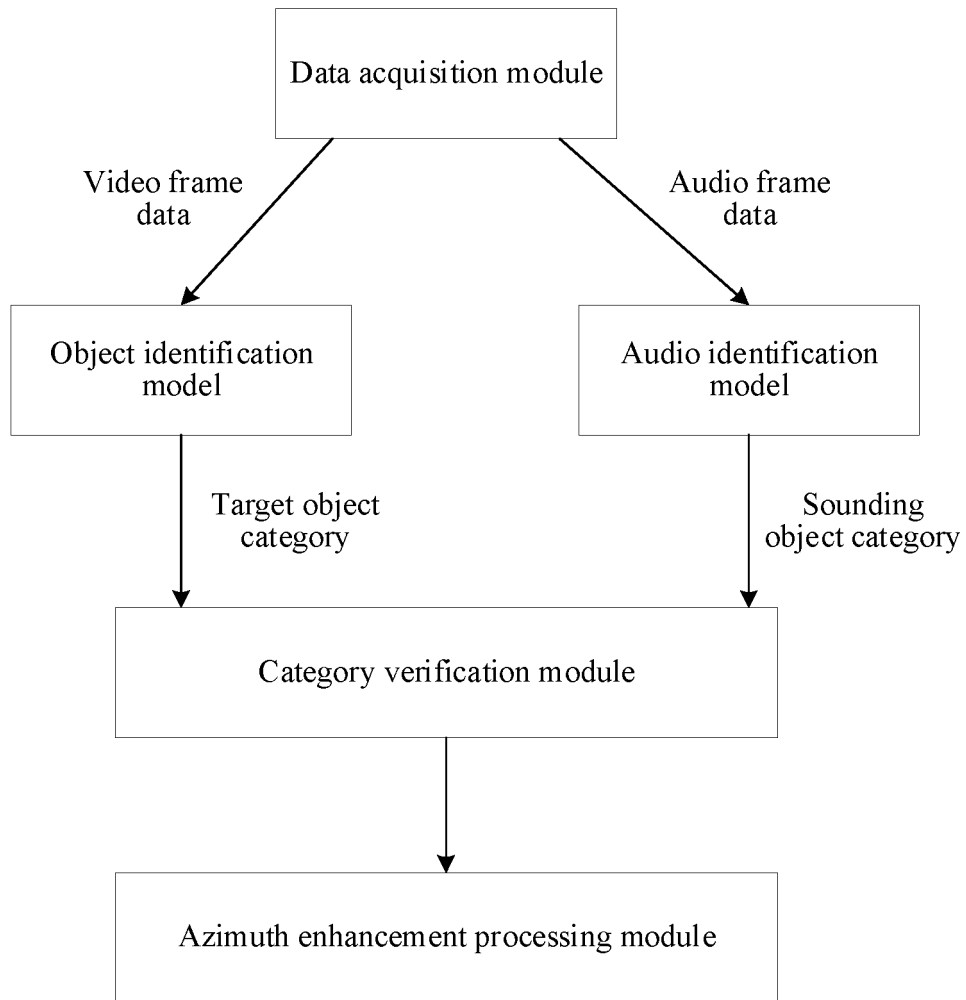 Data acquisition module
Video frame
data
Audio frame
data
Object identification
model
Audio identification
model
Target object
category
Sounding
object category
Category verification module
Azimuth enhancement processing module